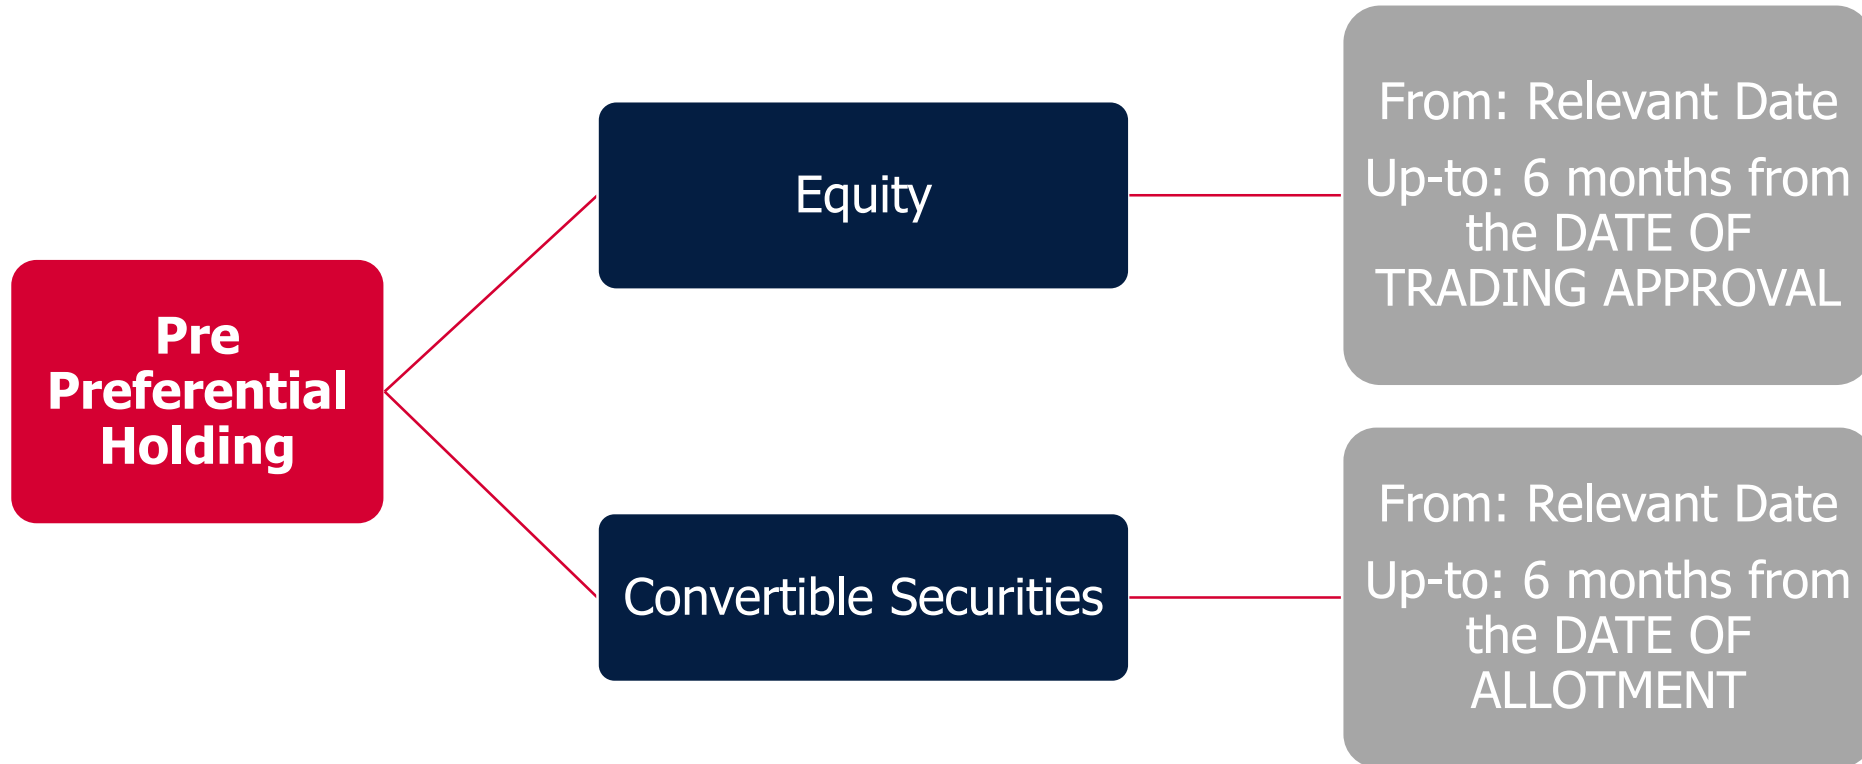 Pre
Preferential
Holding
Equity
From: Relevant Date
Up-to: 6 months from
the DATE OF
TRADING APPROVAL
Convertible Securities
From: Relevant Date
Up-to: 6 months from
the DATE OF
ALLOTMENT